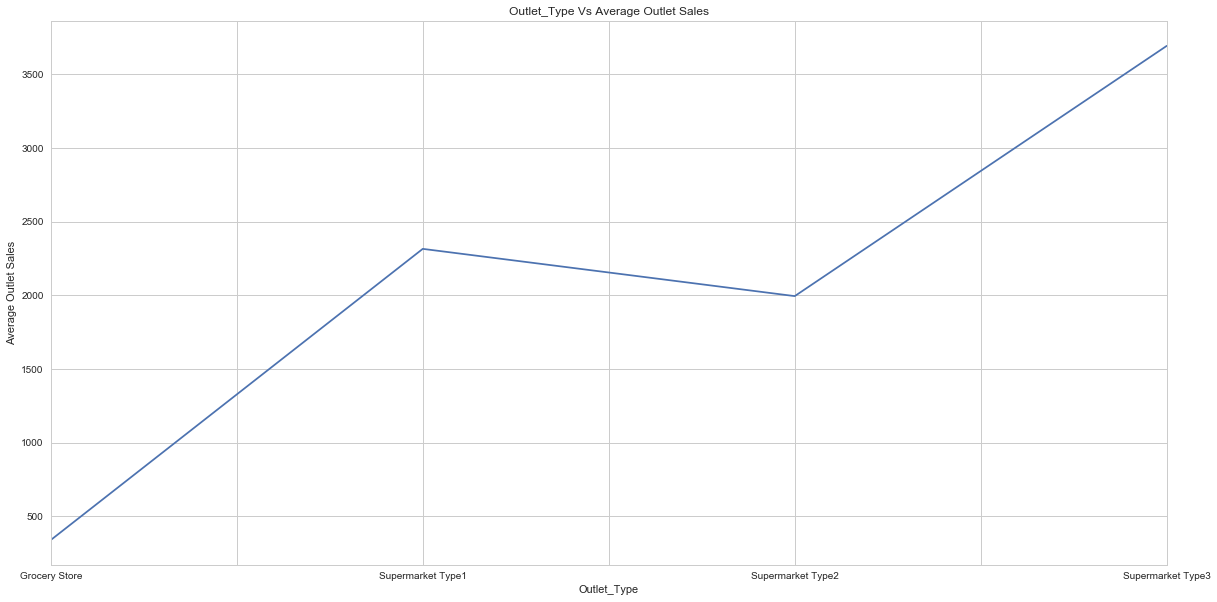 Outlet_Type Vs Average Outlet Sales
Average Outlet Sales
3500
3000
2500
2000
1500
1000
500
Grocery Store
Supermarket Type1
Supermarket Type2
Supermarket Type3
Outlet_Type